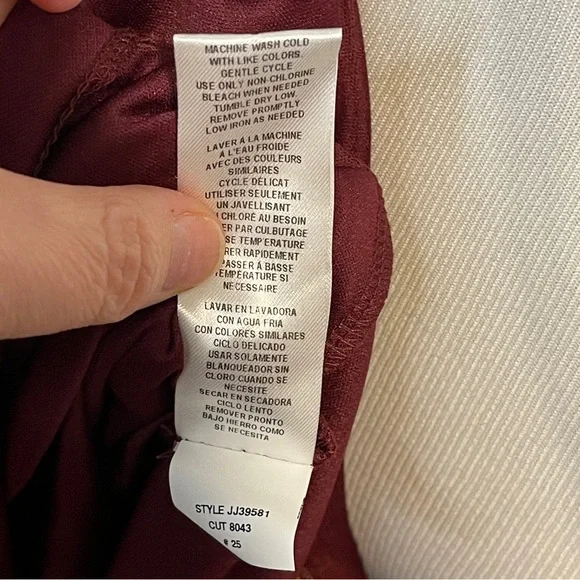 MACHINE WASH COLD
WITH LIKE COLORS.
GENTLE CYCLE
USE ONLY NON-CHLORINE
BLEACH WHEN NEEDED
TUMBLE DRY LOW.
REMOVE PROMPTLY
LOW IRON AS NEEDED
LAVER A LA MACHINE
A L'EAU FROIDE
AVEC DES COULEURS
SIMILAIRES
CYCLE DÉLICAT
UTILISER SEULEMENT
UN JAVELLISANT
CHLORÉ AU BESOIN
PAR CULBUTAGE
TEMPERATURE
RAPIDEMENT
À BASSE
TEMPÉRATURE SI
NECESSAIRE
LAVAR EN LAVADORA
CON AGUA FRIA
CON COLORES SIMILARES
CICLO DELICADO
USAR SOLAMENTE
BLANQUEADOR SIN
CLORO CUANDO SE
NECESITE
SECAR EN SECADORA
CICLO LENTO
REMOVER PRONTO
BAJO HIERRO COMO
SE NECESITA
STYLE JJ39581
CUT 8043
# 25